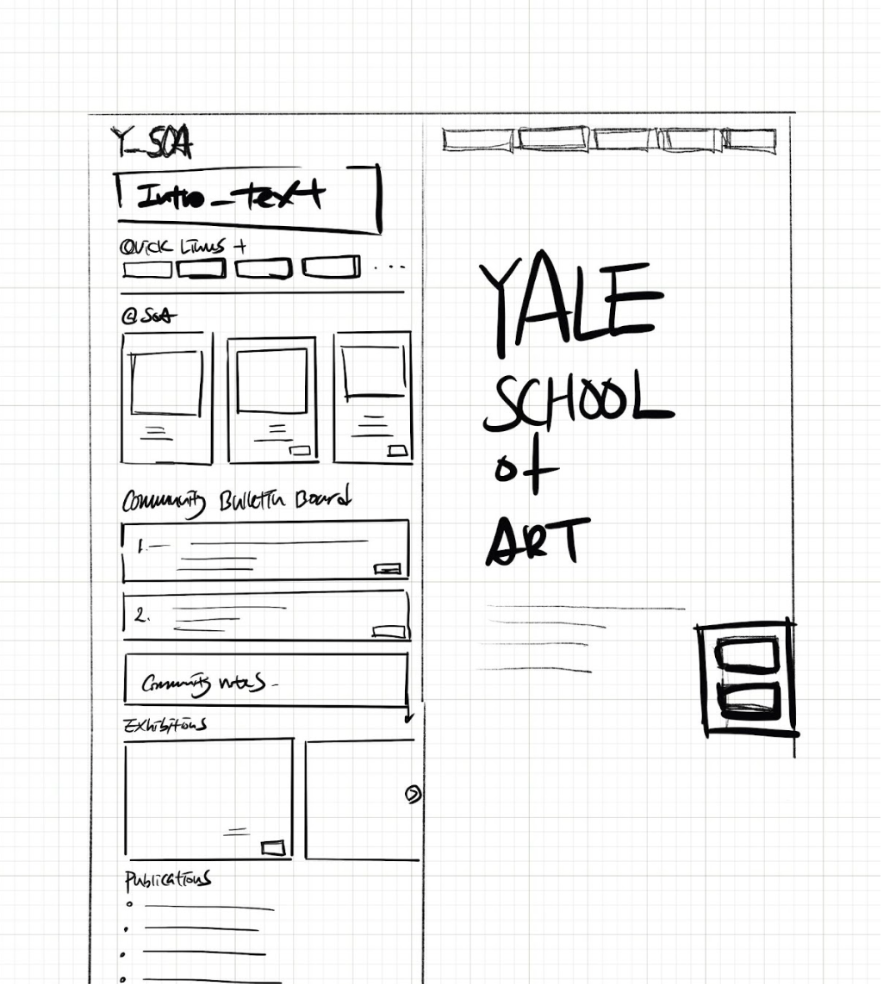 Y_SOA
Intro_text
Quick Links +
@SoA
Community Bulletin Board
1.
2.
Community notes
Exhibitions
Publications
YALE
SCHOOL
of
ART